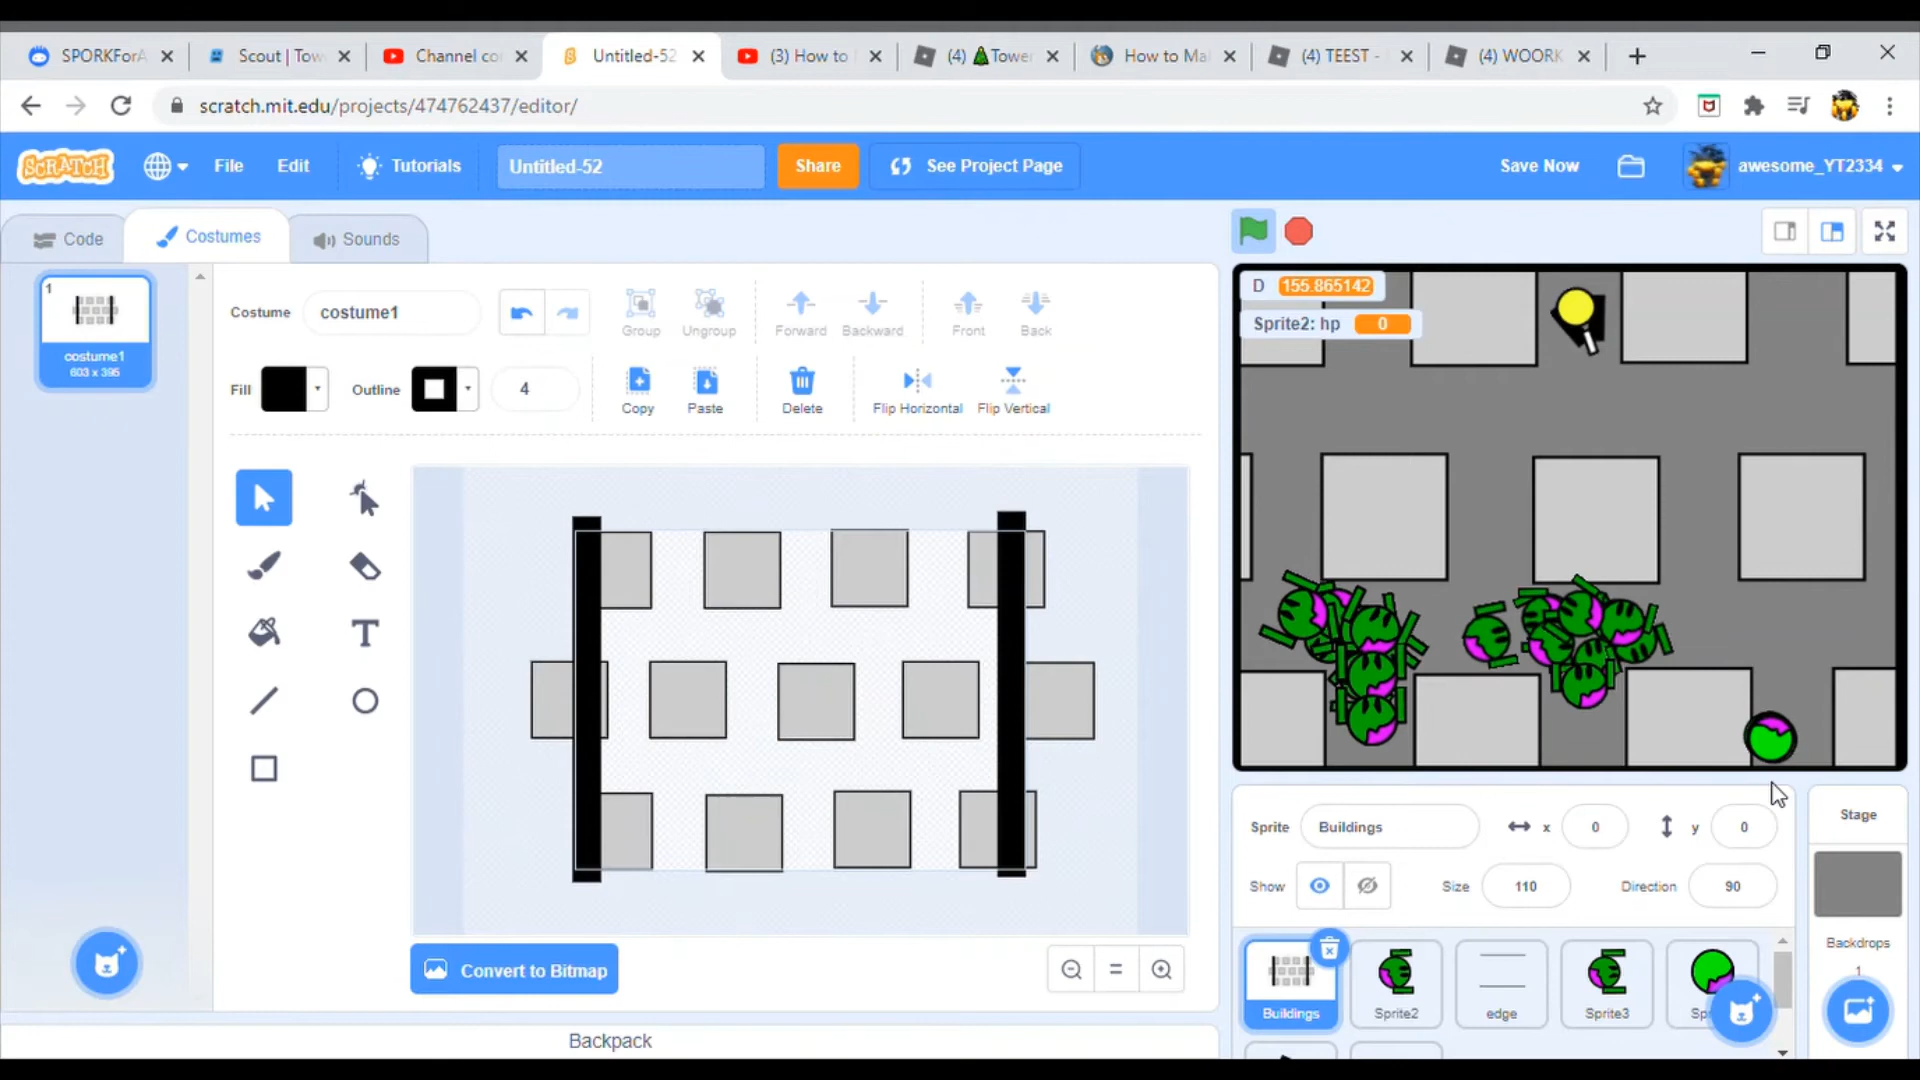 SPORKForA
Scout | Tow
Channel co
Untitled-52
(3) How to
(4) 🎄Tower
How to Ma
(4) TEEST -
(4) WOORK
scratch.mit.edu/projects/474762437/editor/
SCRATCH
File
Edit
Tutorials
Untitled-52
Share
See Project Page
Save Now
awesome_YT2334
Code
Costumes
Sounds
1
costume1
603 x 395
Costume
costume1
Group
Ungroup
Forward
Backward
Front
Back
Fill
Outline
4
Copy
Paste
Delete
Flip Horizontal
Flip Vertical
Convert to Bitmap
Backpack
D 155.865142
Sprite2: hp 0
Sprite
Buildings
x
0
y
0
Show
Size
110
Direction
90
Buildings
Sprite2
edge
Sprite3
Sp
Stage
Backdrops
1